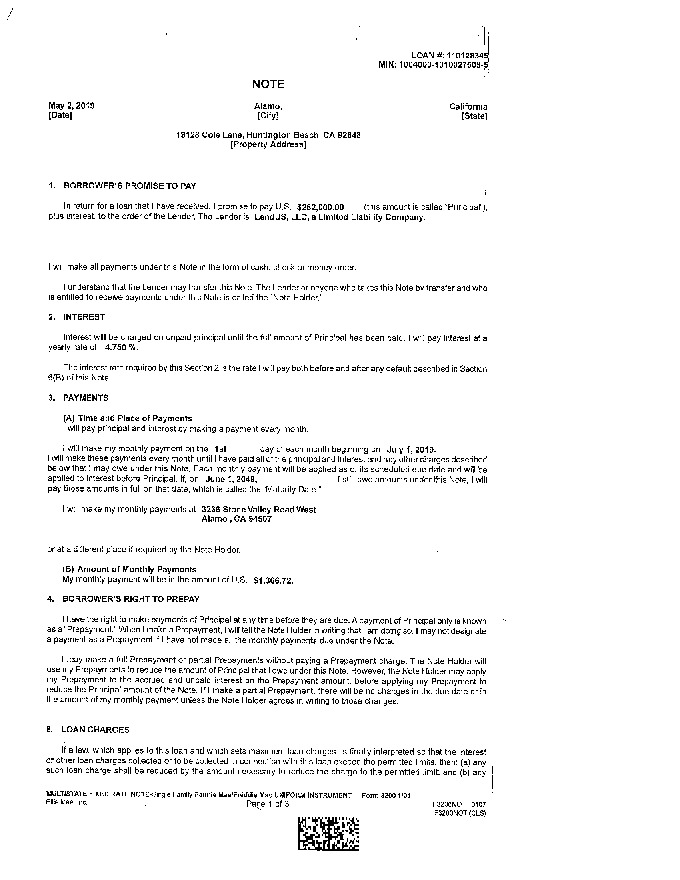 LOAN #: 110128345
MIN: 1004000-
NOTE
May 2, 2019 Alamo, California
[Date] [City] [State]
19128 Cole Lane, Huntington Beach, CA 92648
[Property Address]
1. BORROWER'S PROMISE TO PAY
In return for a loan that I have received, I promise to pay U.S. $262,000.00 (this amount is called "Principal"),
plus interest, to the order of the Lender. The Lender is LendUS, LLC, a Limited Liability Company.
I will make all payments under this Note in the form of cash, check or money order.
I understand that the Lender may transfer this Note. The Lender or anyone who takes this Note by transfer and who
is entitled to receive payments under this Note is called the "Note Holder."
2. INTEREST
Interest will be charged on unpaid principal until the full amount of Principal has been paid. I will pay interest at a
yearly rate of 4.750 %.
The interest rate required by this Section 2 is the rate I will pay both before and after any default described in Section
6(B) of this Note.
3. PAYMENTS
(A) Time and Place of Payments
I will pay principal and interest by making a payment every month.
I will make my monthly payment on the 1st day of each month beginning on July 1, 2019.
I will make these payments every month until I have paid all of the principal and interest and any other charges described
below that I may owe under this Note. Each monthly payment will be applied as of its scheduled due date and will be
applied to interest before Principal. If, on June 1, 2049, I still owe amounts under this Note, I will
pay those amounts in full on that date, which is called the "Maturity Date."
I will make my monthly payments at 3236 Stone Valley Road West
Alamo, CA 94507
or at a different place if required by the Note Holder.
(B) Amount of Monthly Payments
My monthly payment will be in the amount of U.S. $1,366.72.
4. BORROWER'S RIGHT TO PREPAY
I have the right to make payments of Principal at any time before they are due. A payment of Principal only is known
as a "Prepayment." When I make a Prepayment, I will tell the Note Holder in writing that I am doing so. I may not designate
a payment as a Prepayment if I have not made all the monthly payments due under the Note.
I may make a full Prepayment or partial Prepayments without paying a Prepayment charge. The Note Holder will
use my Prepayments to reduce the amount of Principal that I owe under this Note. However, the Note Holder may apply
my Prepayment to the accrued and unpaid interest on the Prepayment amount, before applying my Prepayment to
reduce the Principal amount of the Note. If I make a partial Prepayment, there will be no changes in the due date or in
the amount of my monthly payment unless the Note Holder agrees in writing to those changes.
5. LOAN CHARGES
If a law, which applies to this loan and which sets maximum loan charges, is finally interpreted so that the interest
or other loan charges collected or to be collected in connection with this loan exceed the permitted limits, then: (a) any
such loan charge shall be reduced by the amount necessary to reduce the charge to the permitted limit; and (b) any
MULTISTATE FIXED RATE NOTE-Single Family-Fannie Mae/Freddie Mac UNIFORM INSTRUMENT Form 3200 1/01
Ellie Mae, Inc. Page 1 of 3 F3200NOT 0107
F3200NOT (CLS)